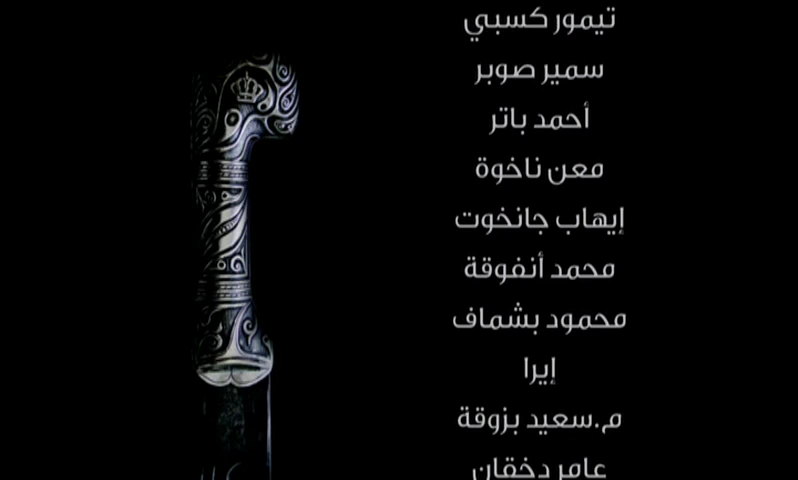 تيمور كسبي
سمير صوبر
أحمد باتر
معن ناخوة
إيهاب جانخوت
محمد أنفوقة
محمود بشماف
إيرا
م.سعيد بزوقة
عامر دخقان